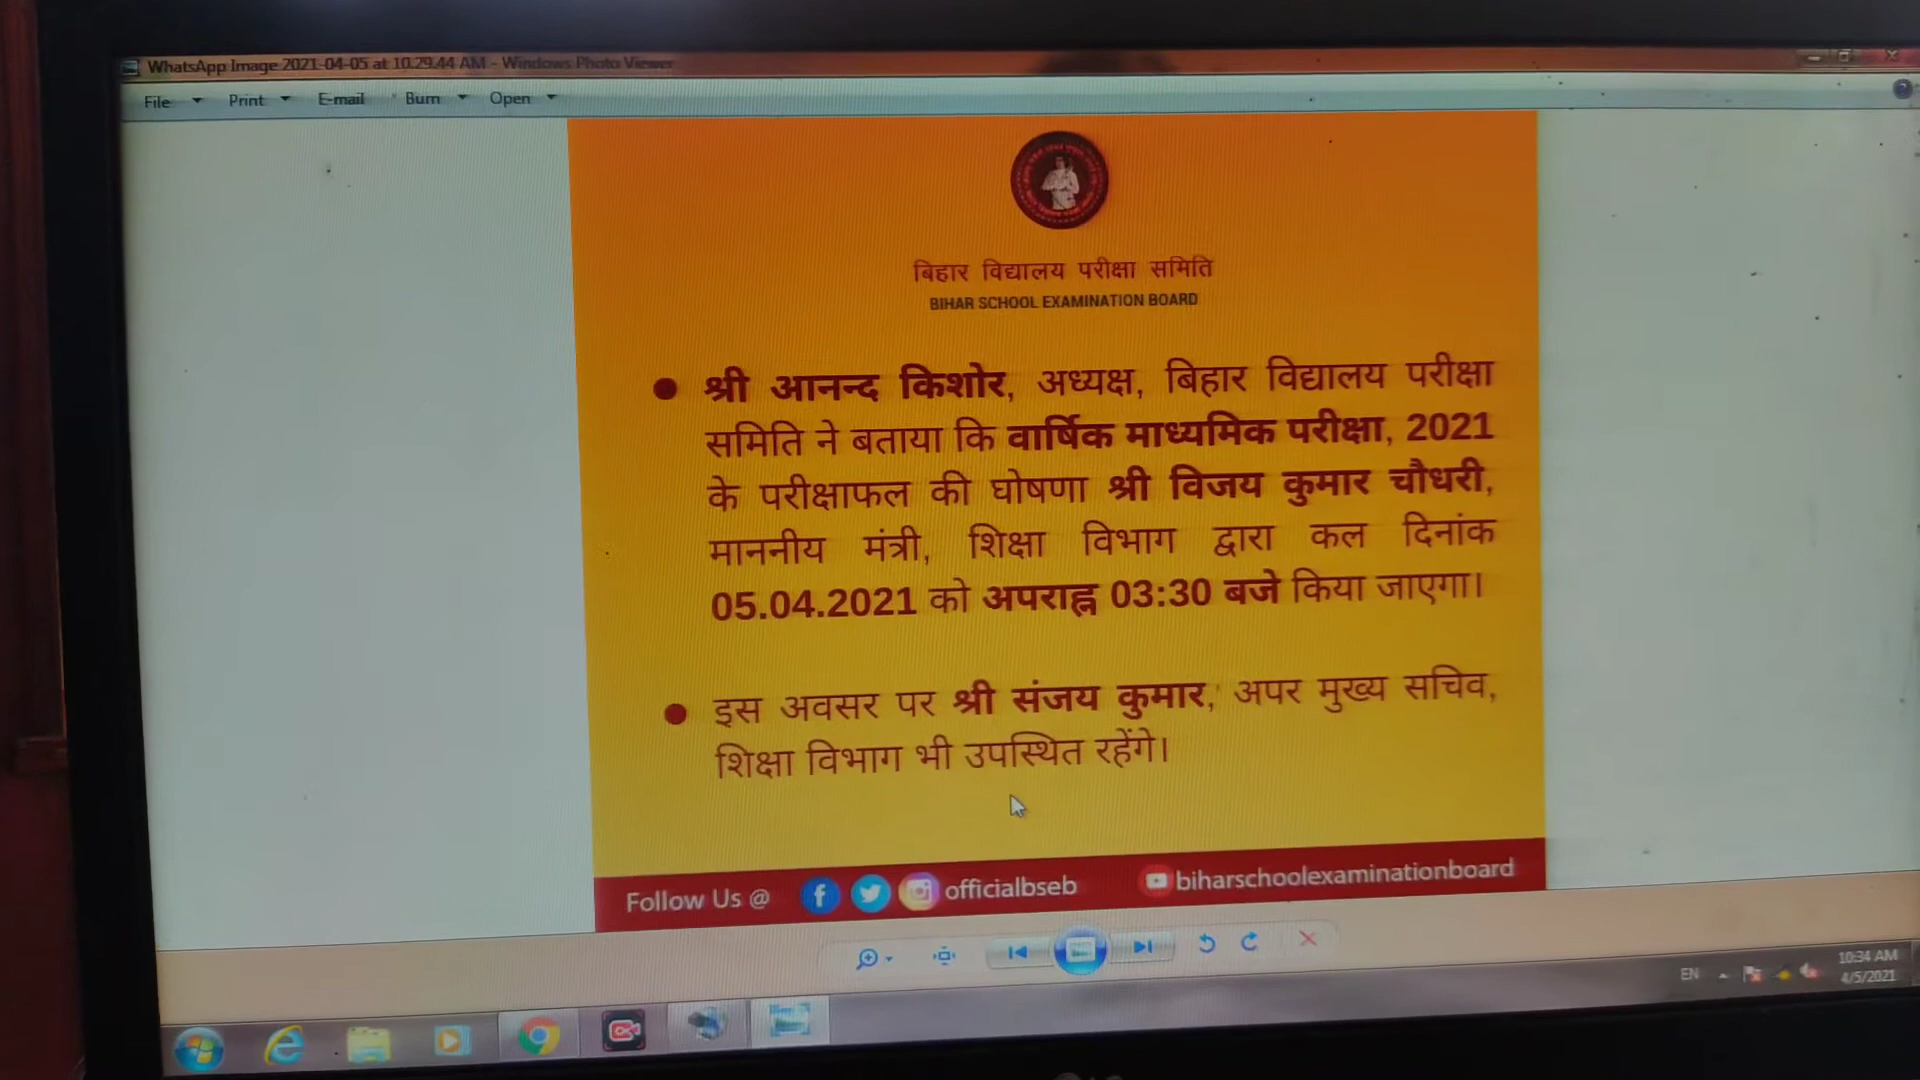 WhatsApp Image 2021-04-05 at 10.29.44 AM - Windows Photo Viewer
File Print E-mail Burn Open
बिहार विद्यालय परीक्षा समिति
BIHAR SCHOOL EXAMINATION BOARD
● श्री आनन्द किशोर, अध्यक्ष, बिहार विद्यालय परीक्षा
समिति ने बताया कि वार्षिक माध्यमिक परीक्षा, 2021
के परीक्षाफल की घोषणा श्री विजय कुमार चौधरी,
माननीय मंत्री, शिक्षा विभाग द्वारा कल दिनांक
05.04.2021 को अपराह्न 03:30 बजे किया जाएगा।
● इस अवसर पर श्री संजय कुमार, अपर मुख्य सचिव,
शिक्षा विभाग भी उपस्थित रहेंगे।
Follow Us @ officialbseb biharschoolexaminationboard
EN 10:34 AM
4/5/2021